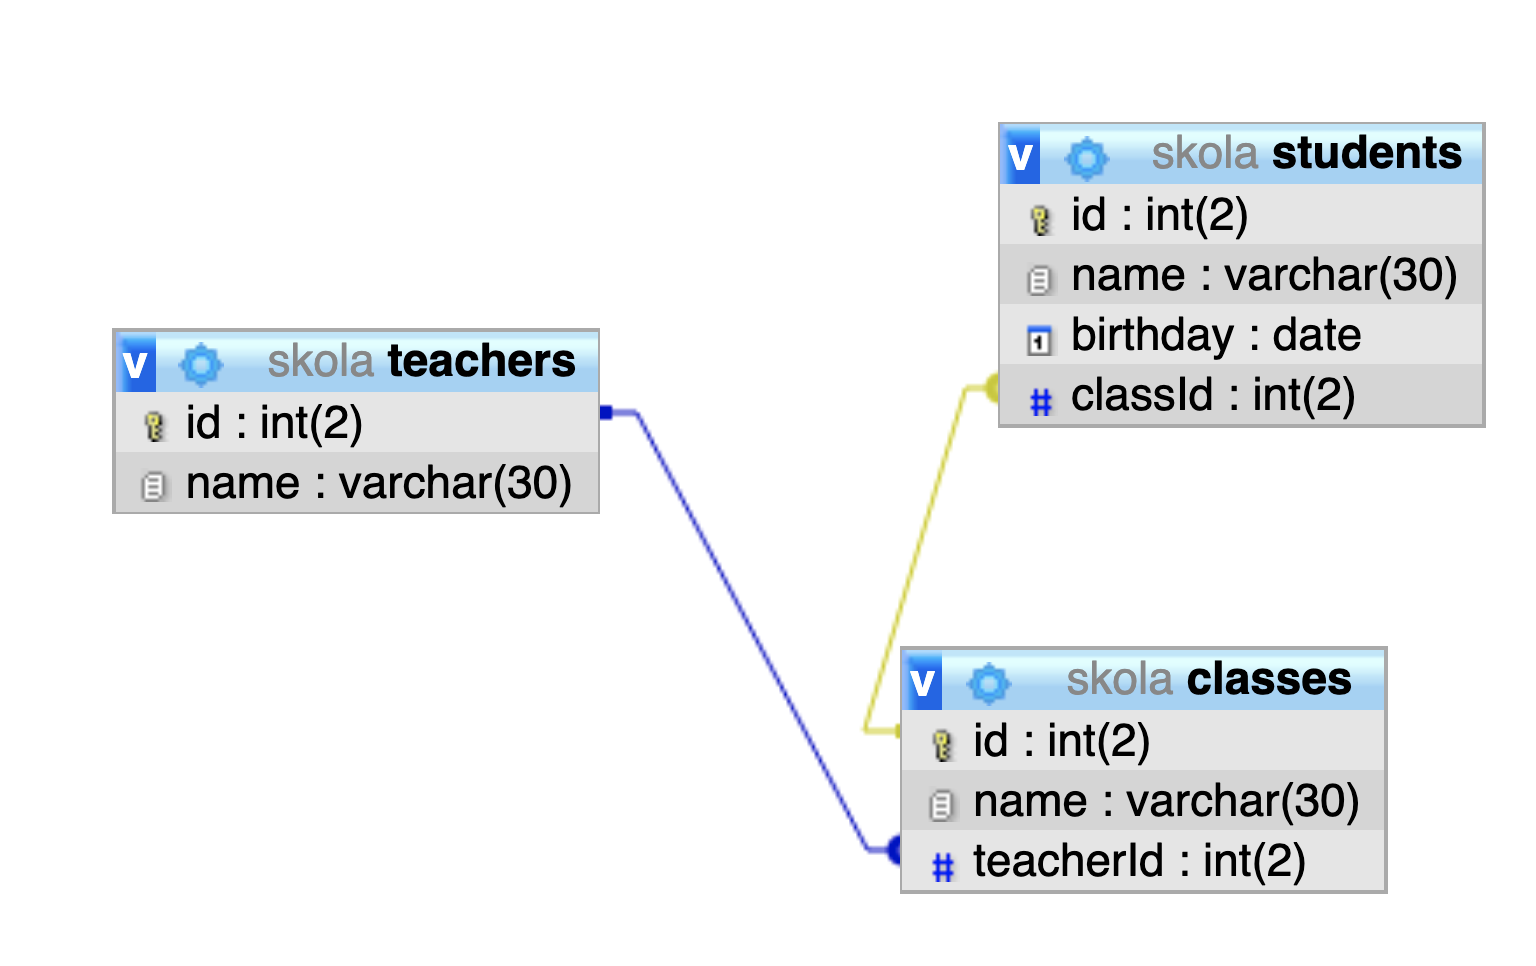 v skola teachers
id : int(2)
name : varchar(30)
v skola students
id : int(2)
name : varchar(30)
birthday : date
# classId : int(2)
v skola classes
id : int(2)
name : varchar(30)
# teacherId : int(2)